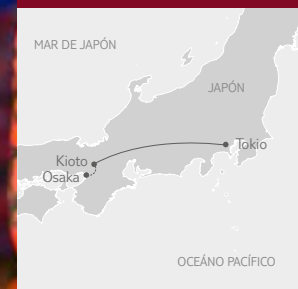 MAR DE JAPÓN
JAPÓN
Tokio
Kioto
Osaka
OCEÁNO PACÍFICO